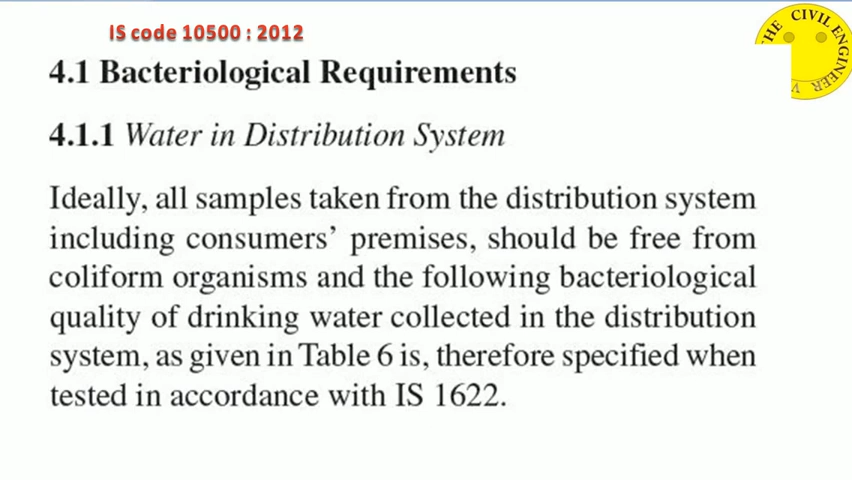 IS code 10500 : 2012
THE CIVIL ENGINEER V
4.1 Bacteriological Requirements
4.1.1 Water in Distribution System
Ideally, all samples taken from the distribution system
including consumers’ premises, should be free from
coliform organisms and the following bacteriological
quality of drinking water collected in the distribution
system, as given in Table 6 is, therefore specified when
tested in accordance with IS 1622.